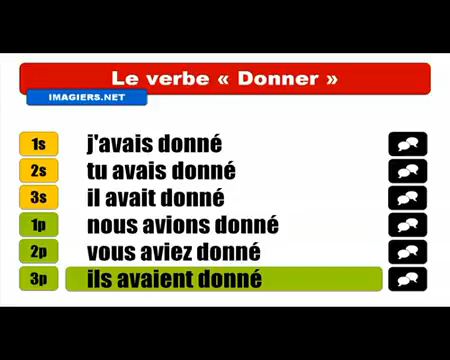 Le verbe « Donner »
IMAGIERS.NET
1s j'avais donné
2s tu avais donné
3s il avait donné
1p nous avions donné
2p vous aviez donné
3p ils avaient donné